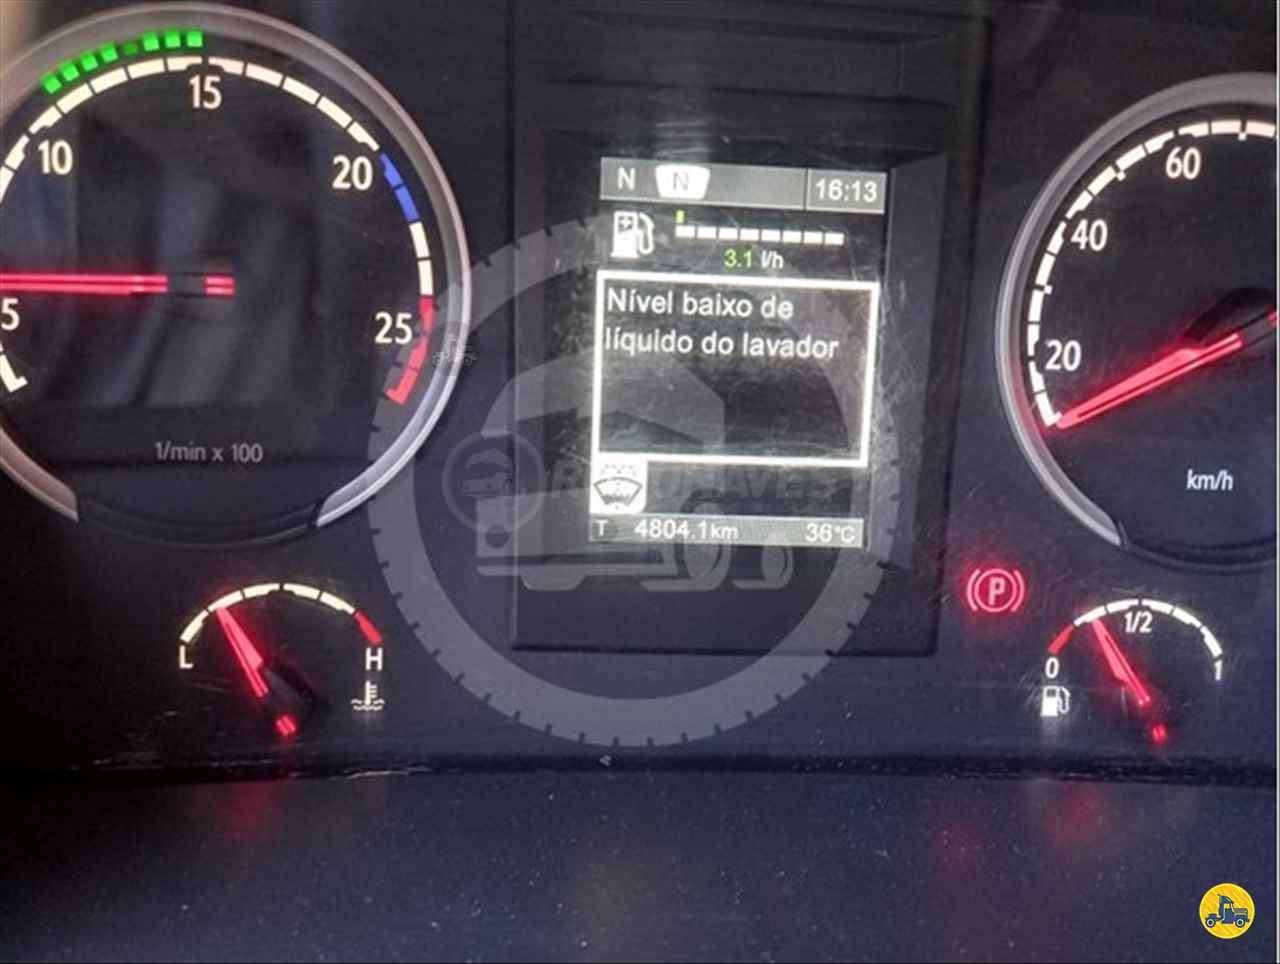 5
10
15
20
25
1/min x 100
N N 16:13
3.1 l/h
Nível baixo de
líquido do lavador
T 4804.1km 36°C
20
40
60
km/h
L H
P
0 1/2 1